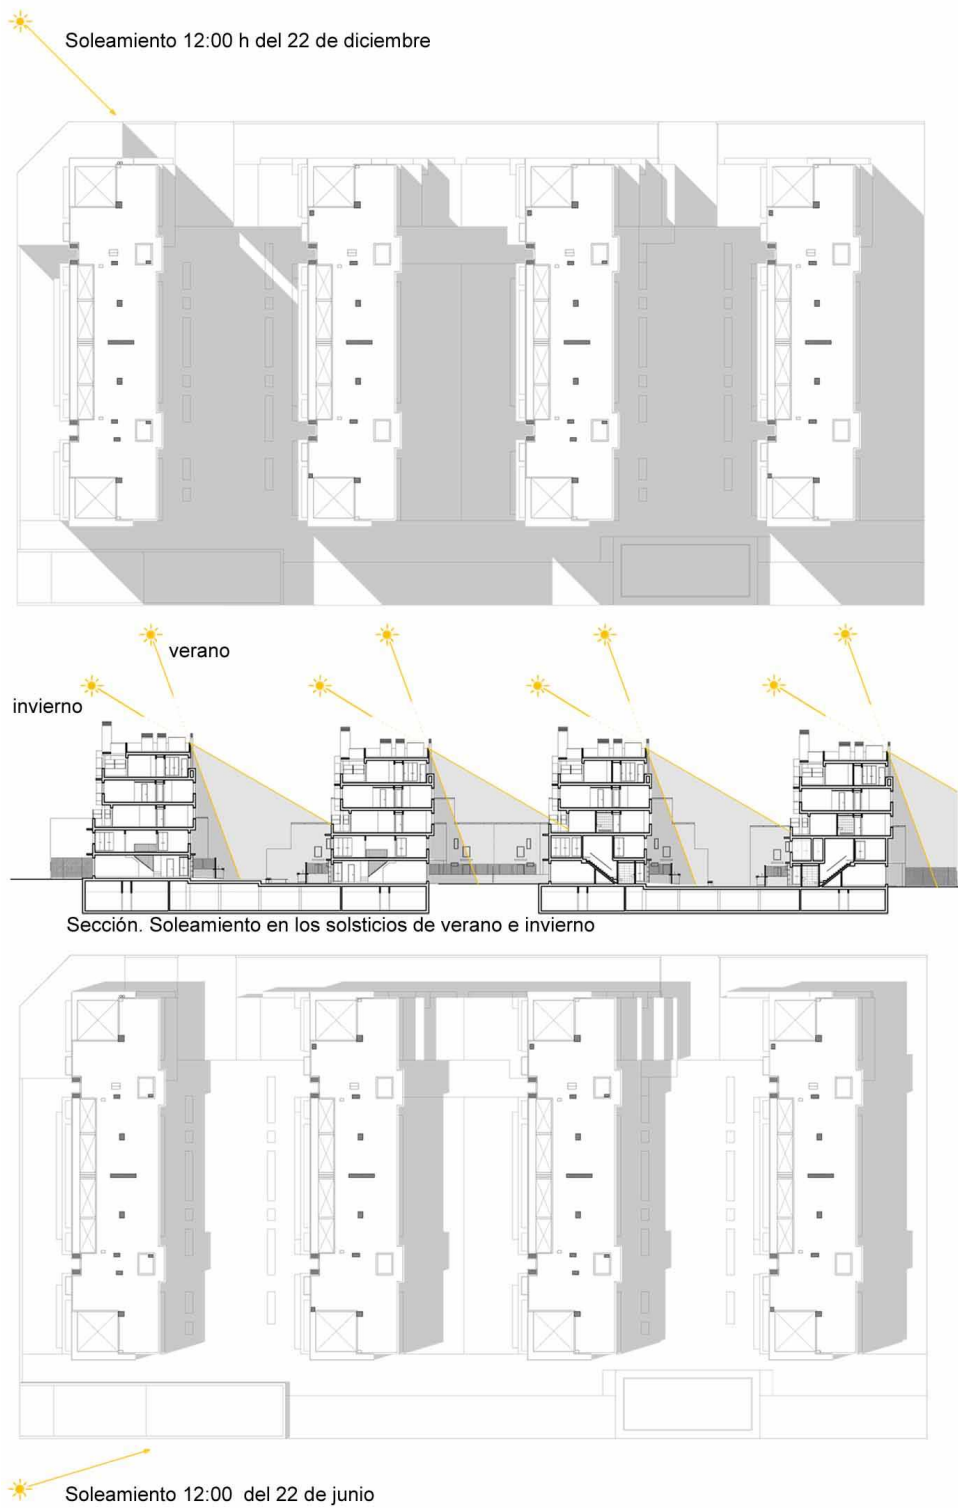 Soleamiento 12:00 h del 22 de diciembre
verano
invierno
Sección. Soleamiento en los solsticios de verano e invierno
Soleamiento 12:00  del 22 de junio